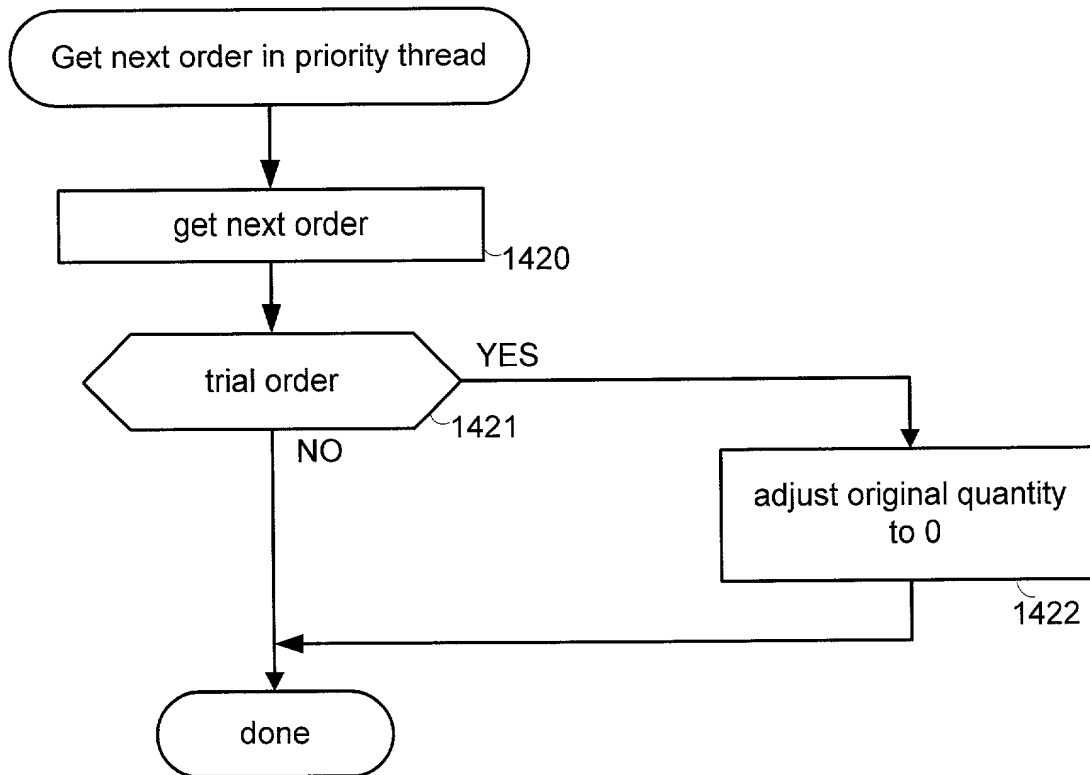 Get next order in priority thread
get next order
1420
trial order
YES
1421
NO
adjust original quantity
to 0
1422
done